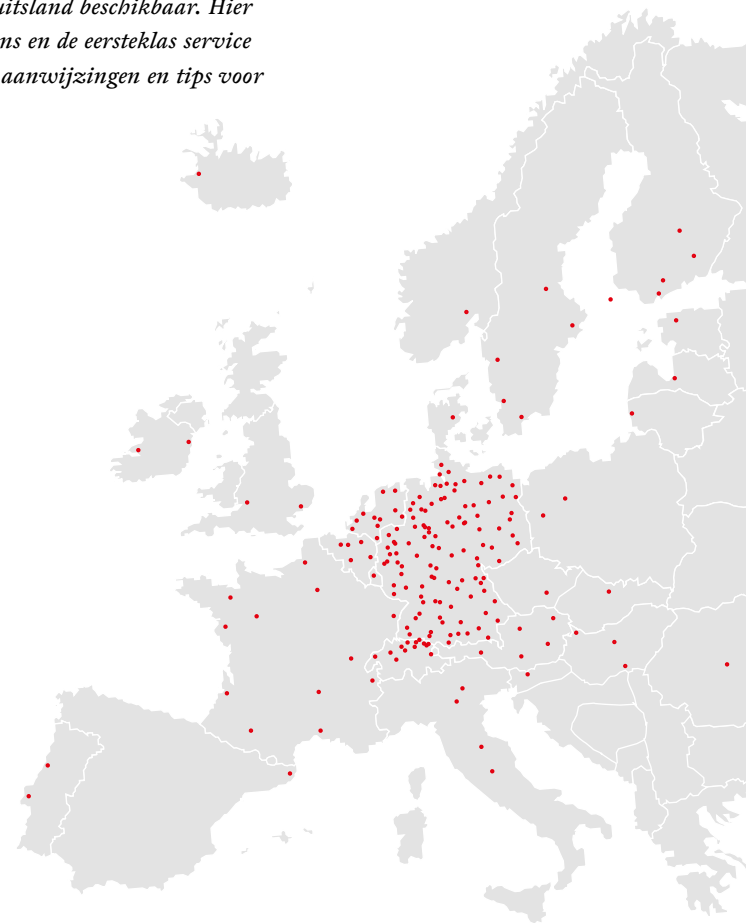 uitsland beschikbaar. Hier
ns en de eersteklas service
aanwijzingen en tips voor